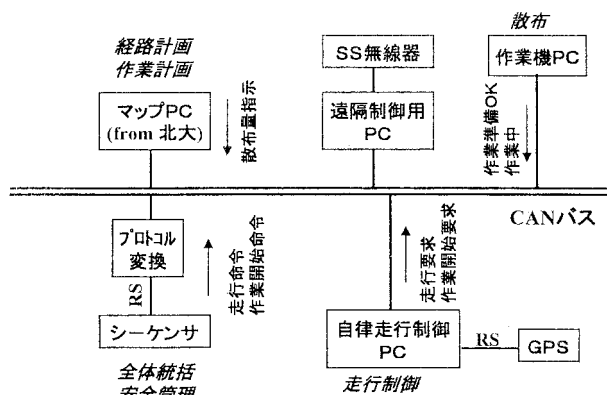 経路計画
作業計画
マップPC
(from 北大)
散布量指示
SS無線器
遠隔制御用
PC
散布
作業機PC
作業準備OK
作業中
CANバス
プロトコル
変換
RS
シーケンサ
全体統括
安全管理
走行命令
作業開始命令
走行要求
作業開始要求
自律走行制御
PC
RS
GPS
走行制御